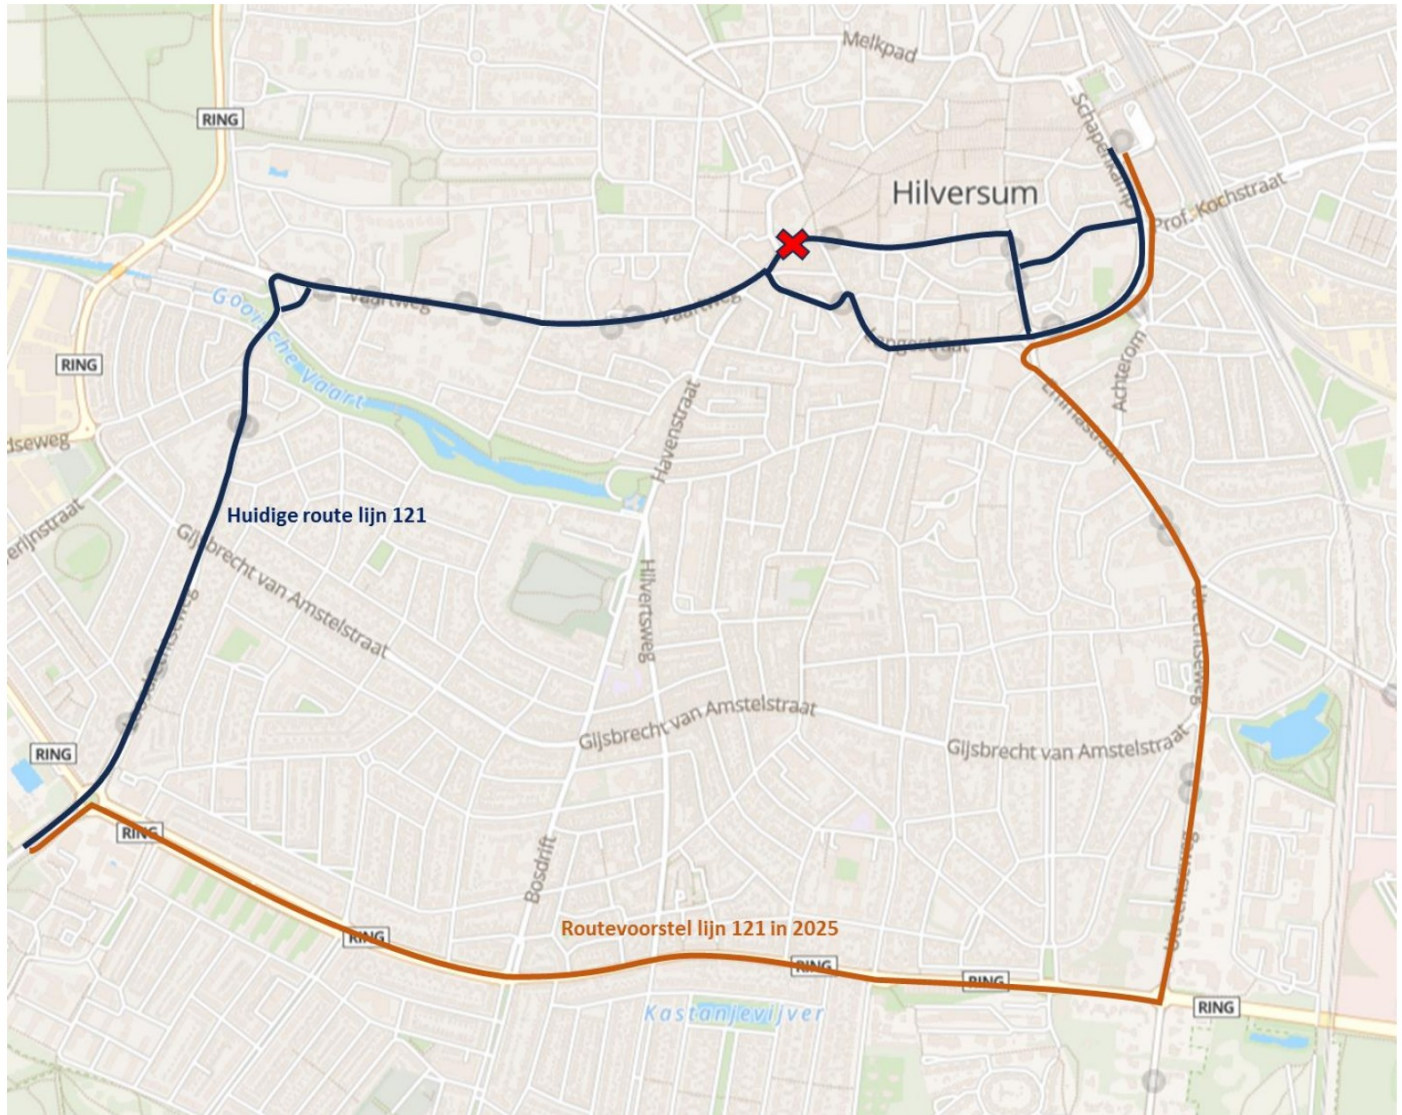 Melkpad
RING
Schapenkamp
Hilversum
Prof. Kochstraat
Gooische Vaart
Vaartweg
Vaartweg
Langestraat
RING
Achterom
Emmastraat
Havenstraat
dseweg
Huidige route lijn 121
erijnstraat
Gijsbrecht van Amstelstraat
Hilvertsweg
Utrechtseweg
Gijsbrecht van Amstelstraat
Gijsbrecht van Amstelstraat
RING
RING
Bosdrift
Utrechtseweg
Routevoorstel lijn 121 in 2025
RING
RING
RING
RING
Kastanjevijver